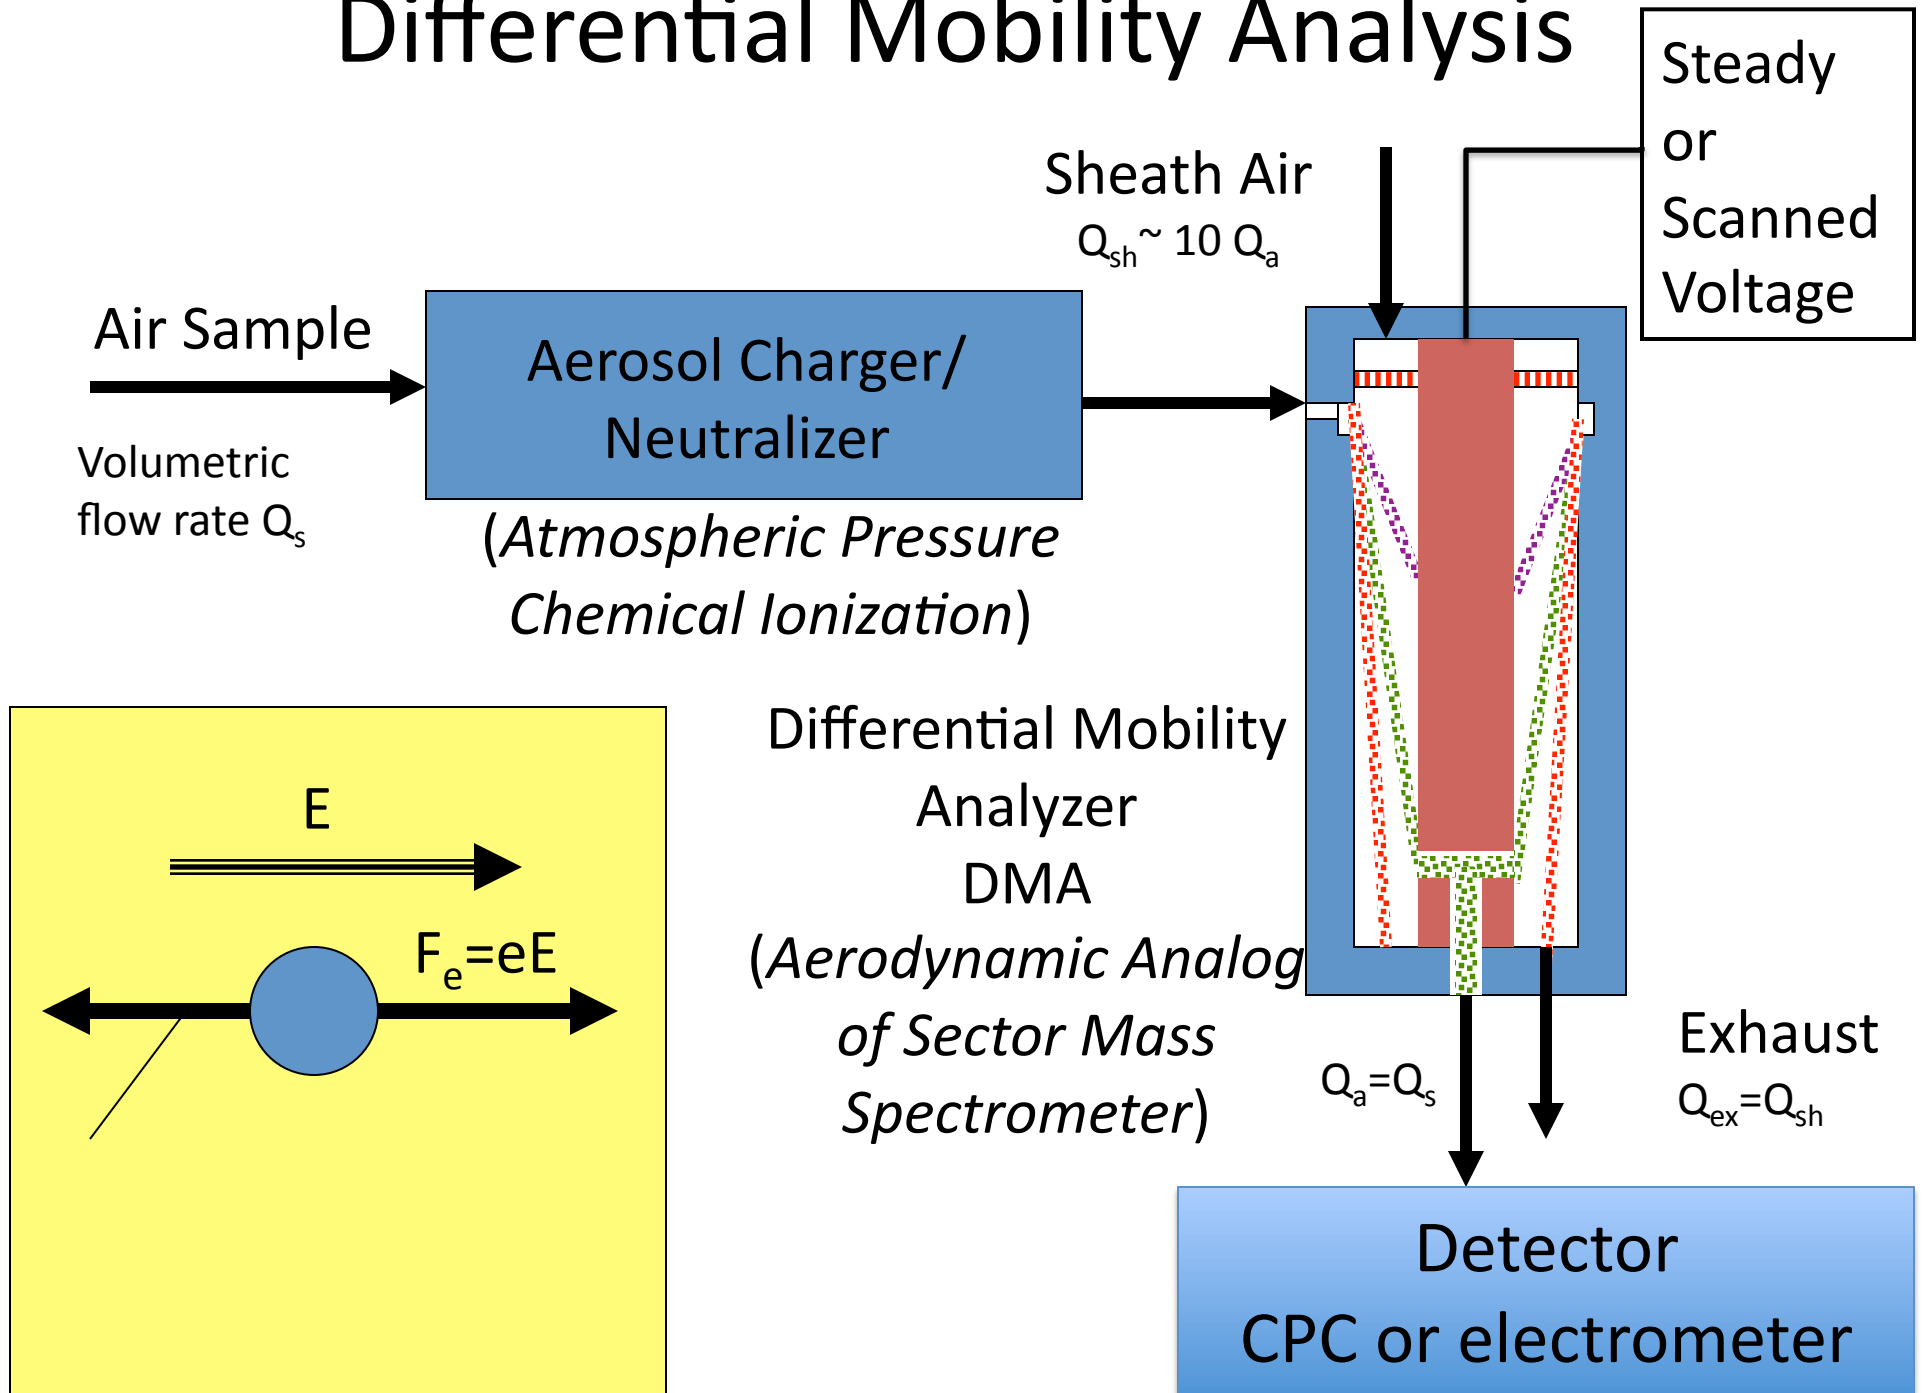 Differential Mobility Analysis
Steady
or
Scanned
Voltage
Sheath Air
Qsh~ 10 Qa
Air Sample
Volumetric
flow rate Qs
Aerosol Charger/
Neutralizer
(Atmospheric Pressure
Chemical Ionization)
Differential Mobility
Analyzer
DMA
(Aerodynamic Analog
of Sector Mass
Spectrometer)
E
Fe=eE
Qa=Qs
Exhaust
Qex=Qsh
Detector
CPC or electrometer